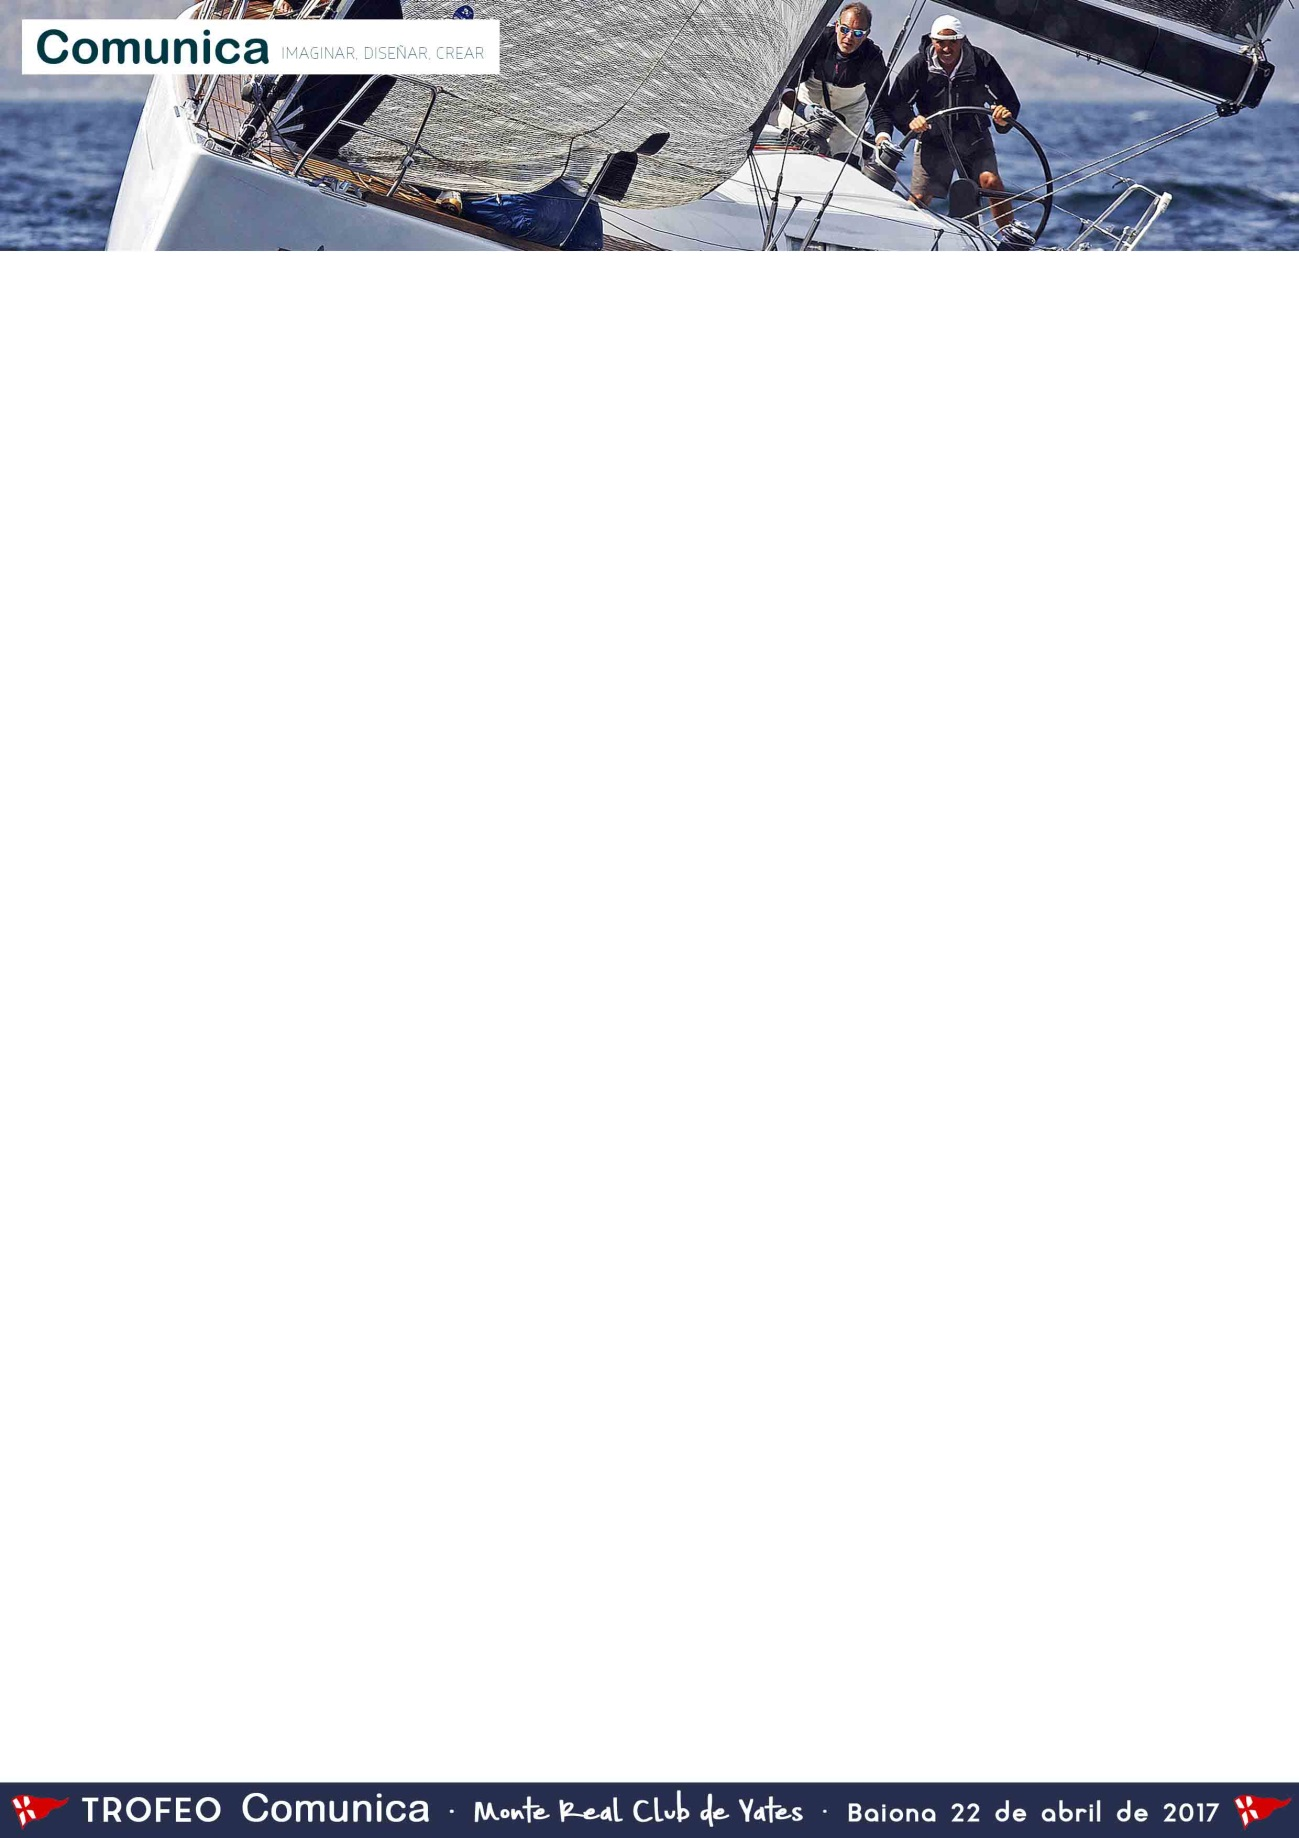 Comunica IMAGINAR, DISEÑAR, CREAR
TROFEO Comunica · Monte Real Club de Yates · Baiona 22 de abril de 2017